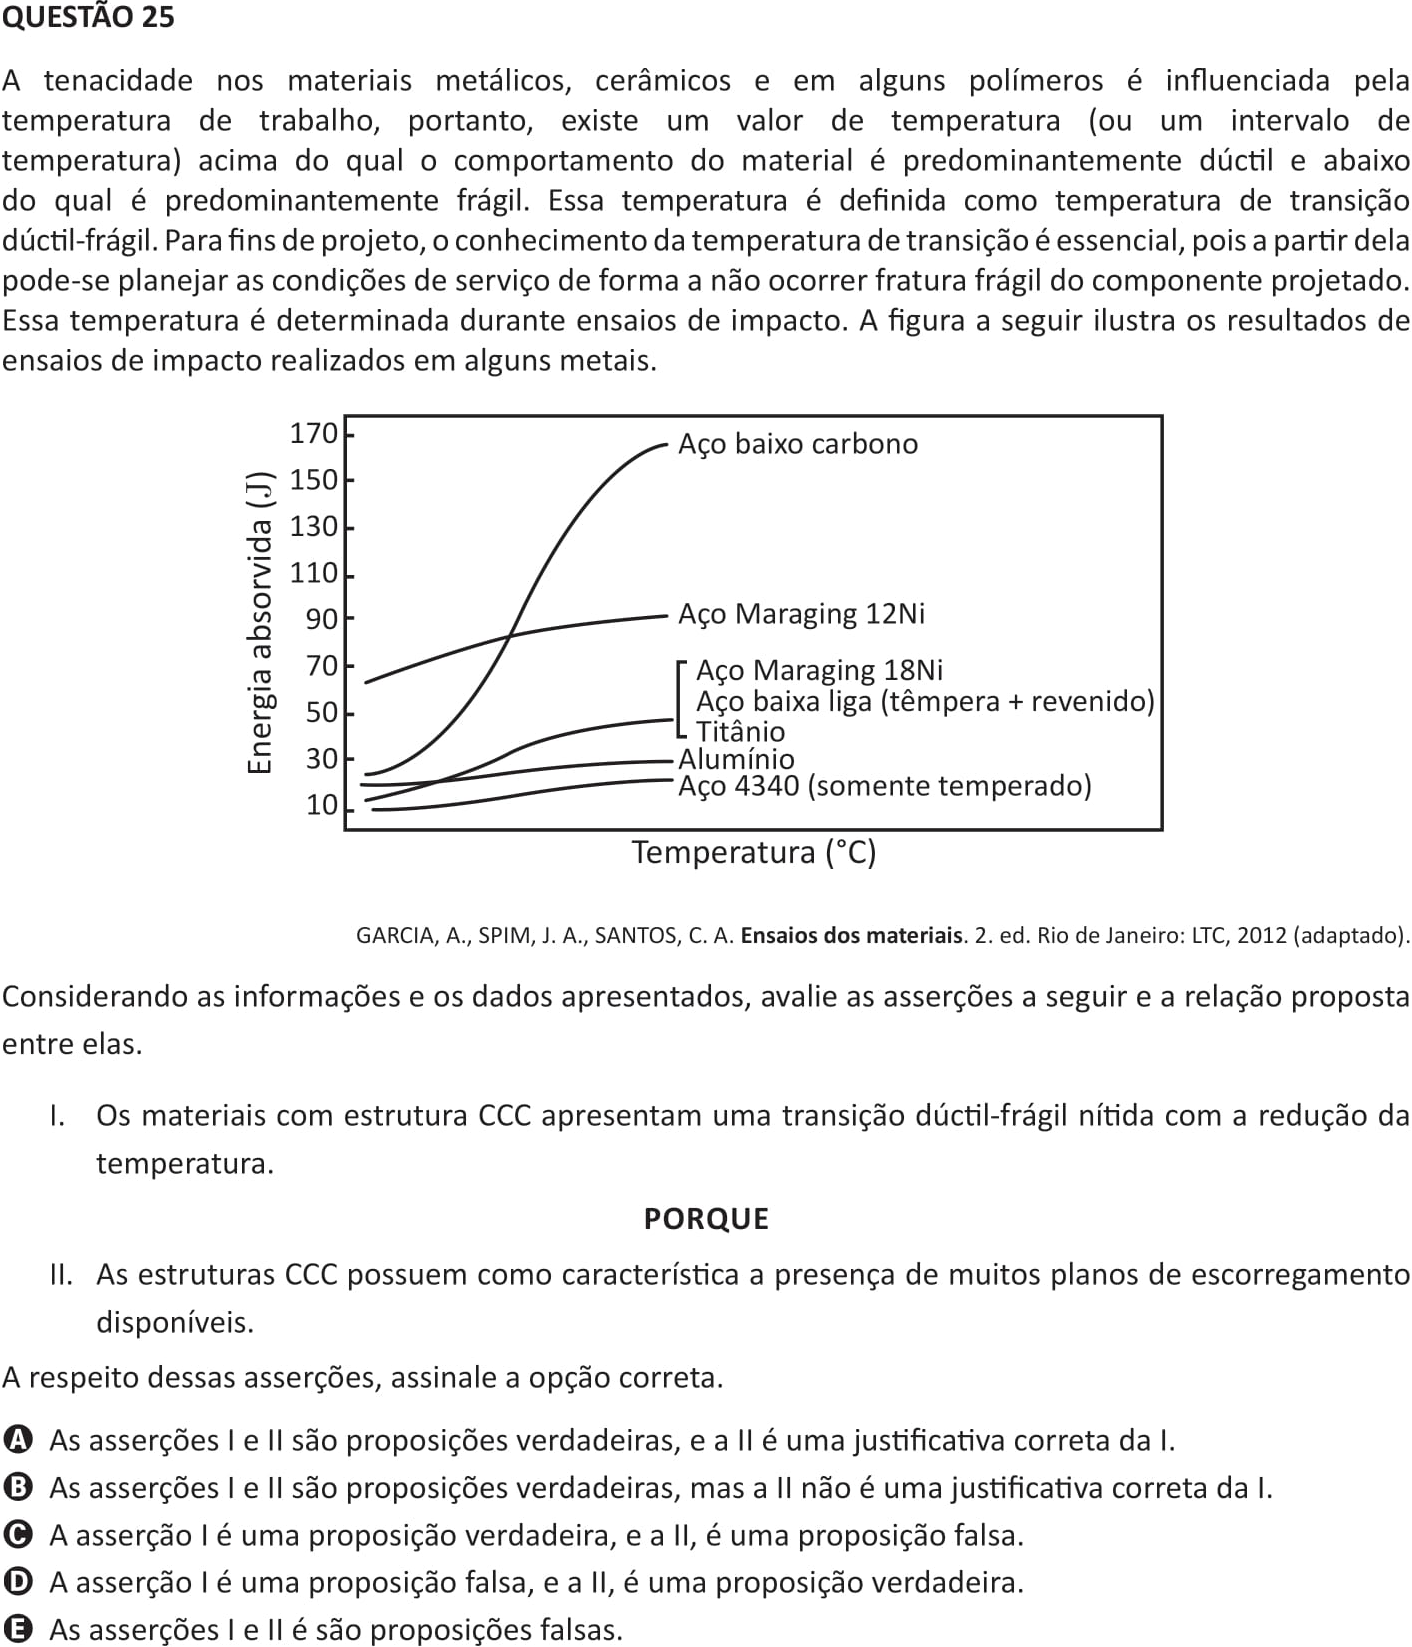 QUESTÃO 25
A tenacidade nos materiais metálicos, cerâmicos e em alguns polímeros é influenciada pela
temperatura de trabalho, portanto, existe um valor de temperatura (ou um intervalo de
temperatura) acima do qual o comportamento do material é predominantemente dúctil e abaixo
do qual é predominantemente frágil. Essa temperatura é definida como temperatura de transição
dúctil-frágil. Para fins de projeto, o conhecimento da temperatura de transição é essencial, pois a partir dela
pode-se planejar as condições de serviço de forma a não ocorrer fratura frágil do componente projetado.
Essa temperatura é determinada durante ensaios de impacto. A figura a seguir ilustra os resultados de
ensaios de impacto realizados em alguns metais.
Energia absorvida (J)
170
150
130
110
90
70
50
30
10
Aço baixo carbono
Aço Maraging 12Ni
Aço Maraging 18Ni
Aço baixa liga (têmpera + revenido)
Titânio
Alumínio
Aço 4340 (somente temperado)
Temperatura (°C)
GARCIA, A., SPIM, J. A., SANTOS, C. A. Ensaios dos materiais. 2. ed. Rio de Janeiro: LTC, 2012 (adaptado).
Considerando as informações e os dados apresentados, avalie as asserções a seguir e a relação proposta
entre elas.
I. Os materiais com estrutura CCC apresentam uma transição dúctil-frágil nítida com a redução da
temperatura.
PORQUE
II. As estruturas CCC possuem como característica a presença de muitos planos de escorregamento
disponíveis.
A respeito dessas asserções, assinale a opção correta.
A As asserções I e II são proposições verdadeiras, e a II é uma justificativa correta da I.
B As asserções I e II são proposições verdadeiras, mas a II não é uma justificativa correta da I.
C A asserção I é uma proposição verdadeira, e a II, é uma proposição falsa.
D A asserção I é uma proposição falsa, e a II, é uma proposição verdadeira.
E As asserções I e II é são proposições falsas.